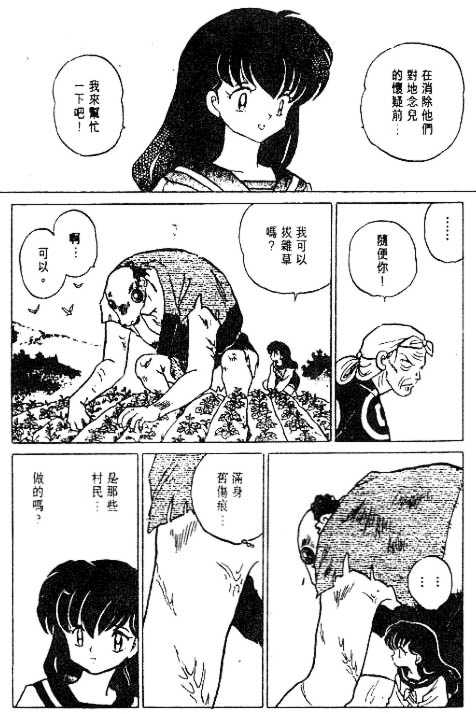 在消除他們
對地念兒
的懷疑前…
我來幫忙
一下吧！
……
隨便你！
我可以
拔雜草
嗎？
啊…
可以。
……
滿身
舊傷痕…
是那些
村民…
做的嗎？